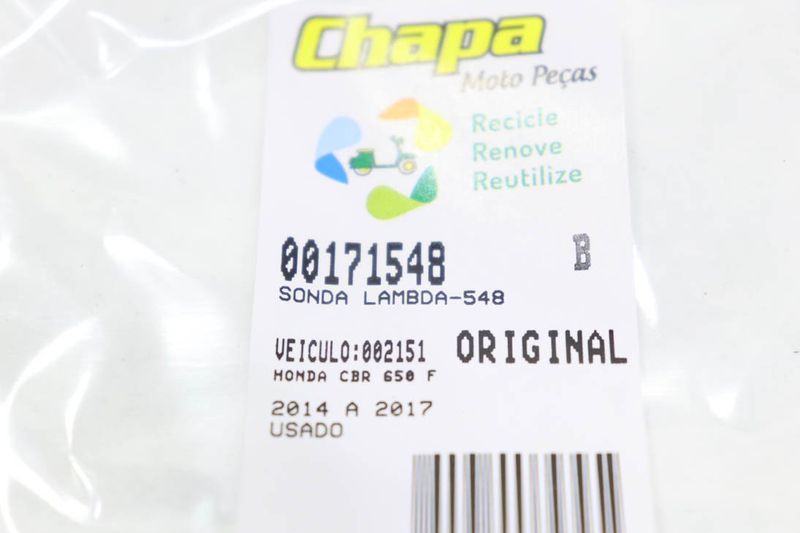 Chapa
Moto Peças
Recicle
Renove
Reutilize
00171548 B
SONDA LAMBDA-548
VEICULO:002151 ORIGINAL
HONDA CBR 650 F
2014 A 2017
USADO